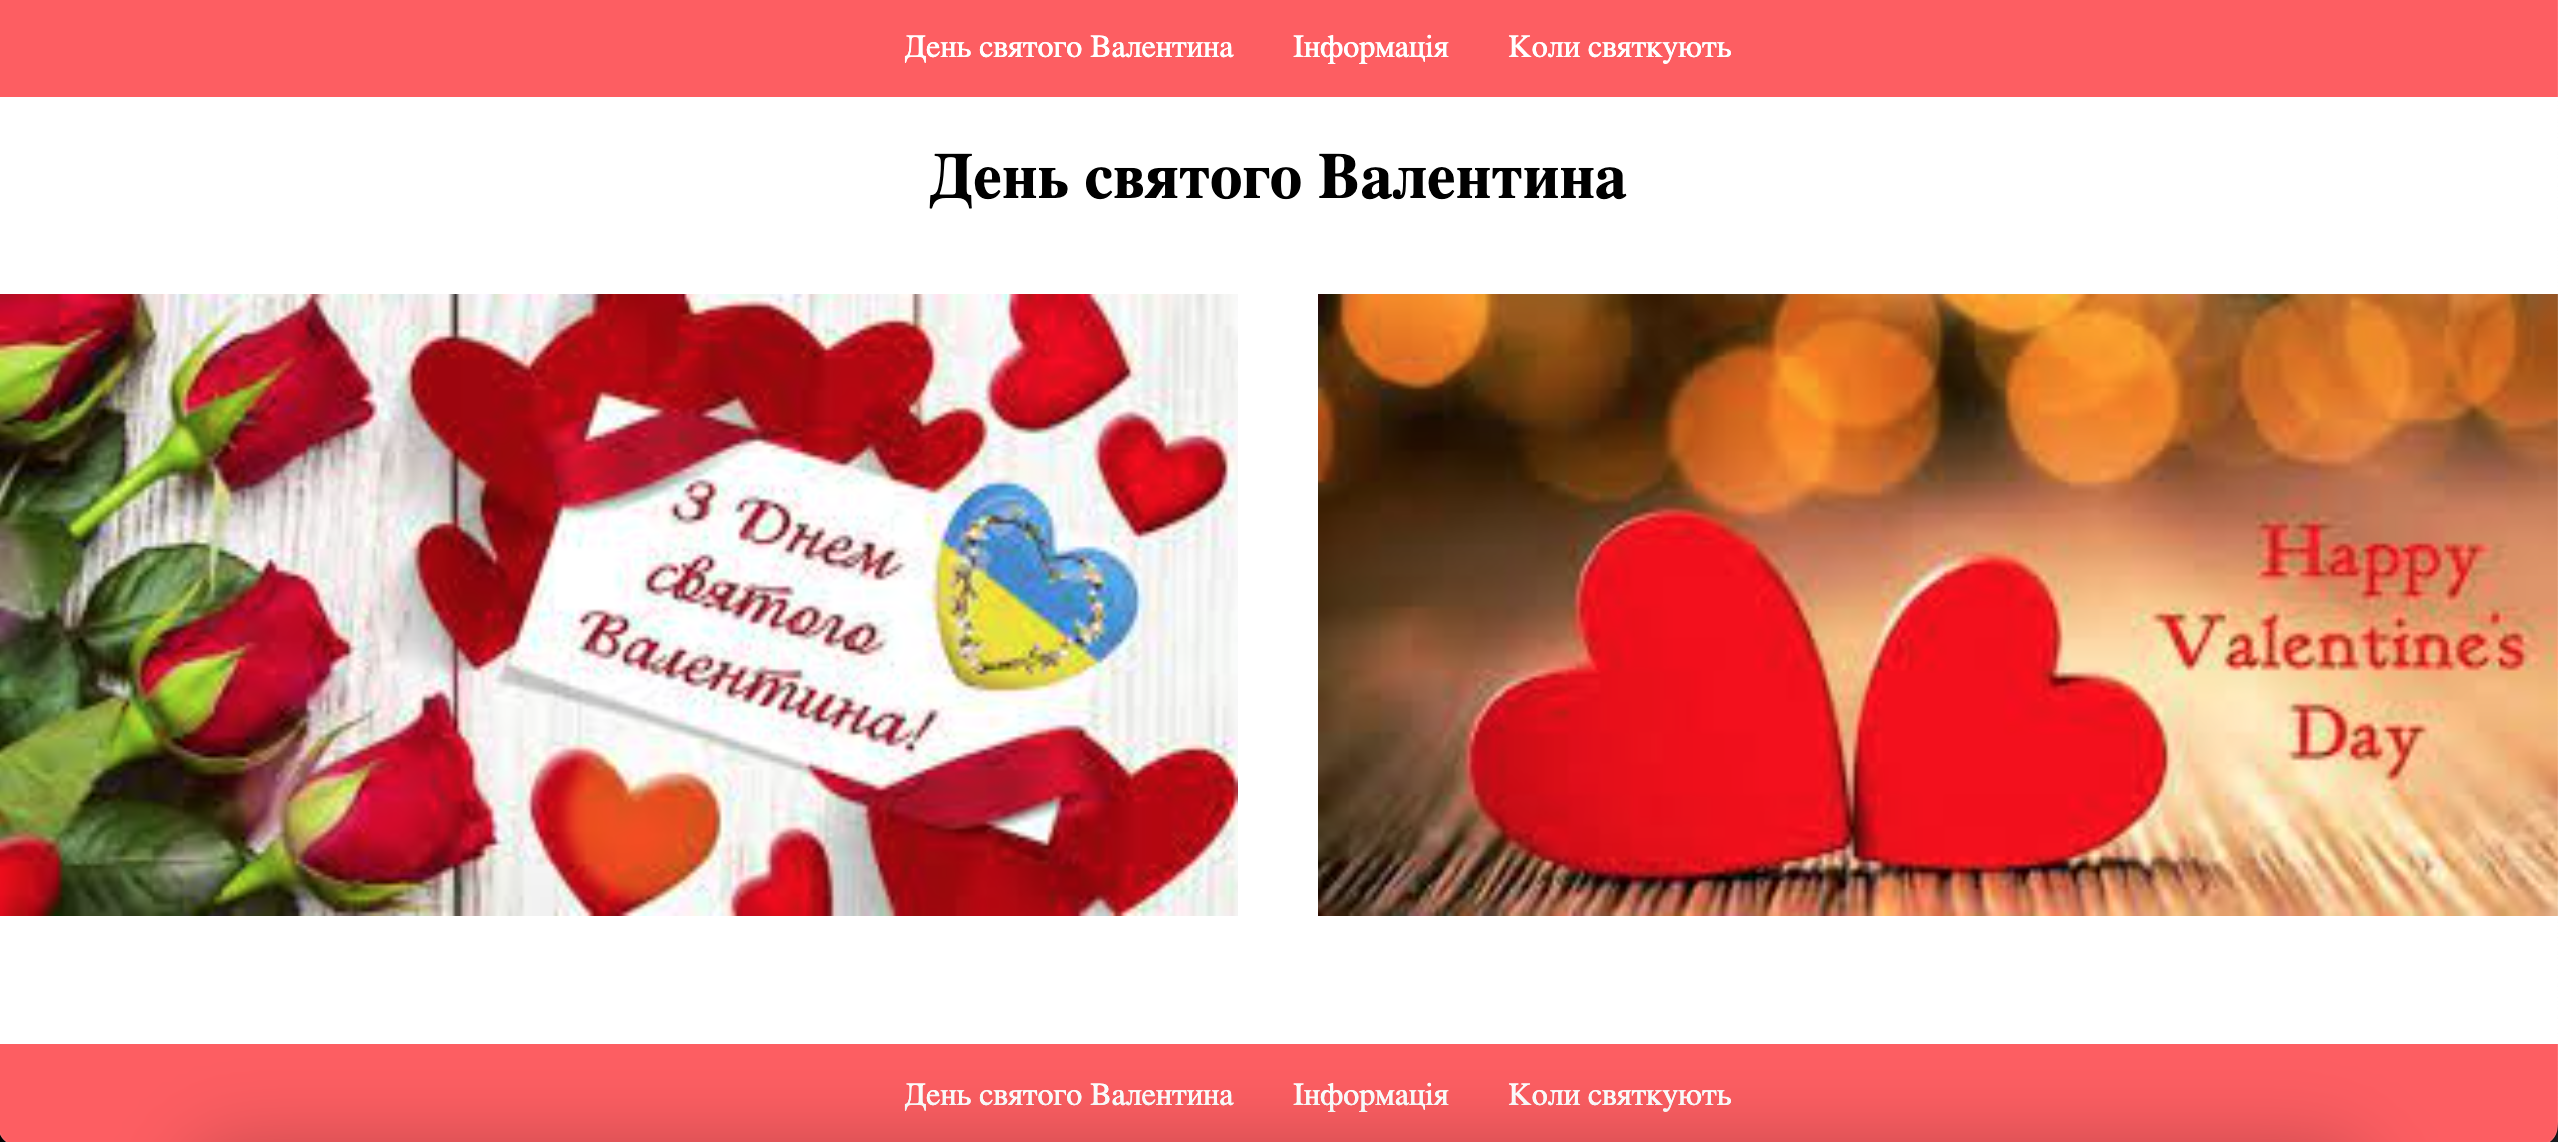 День святого Валентина Інформація Коли святкують
День святого Валентина
З Днем
святого
Валентина!
Happy
Valentine's
Day
День святого Валентина Інформація Коли святкують